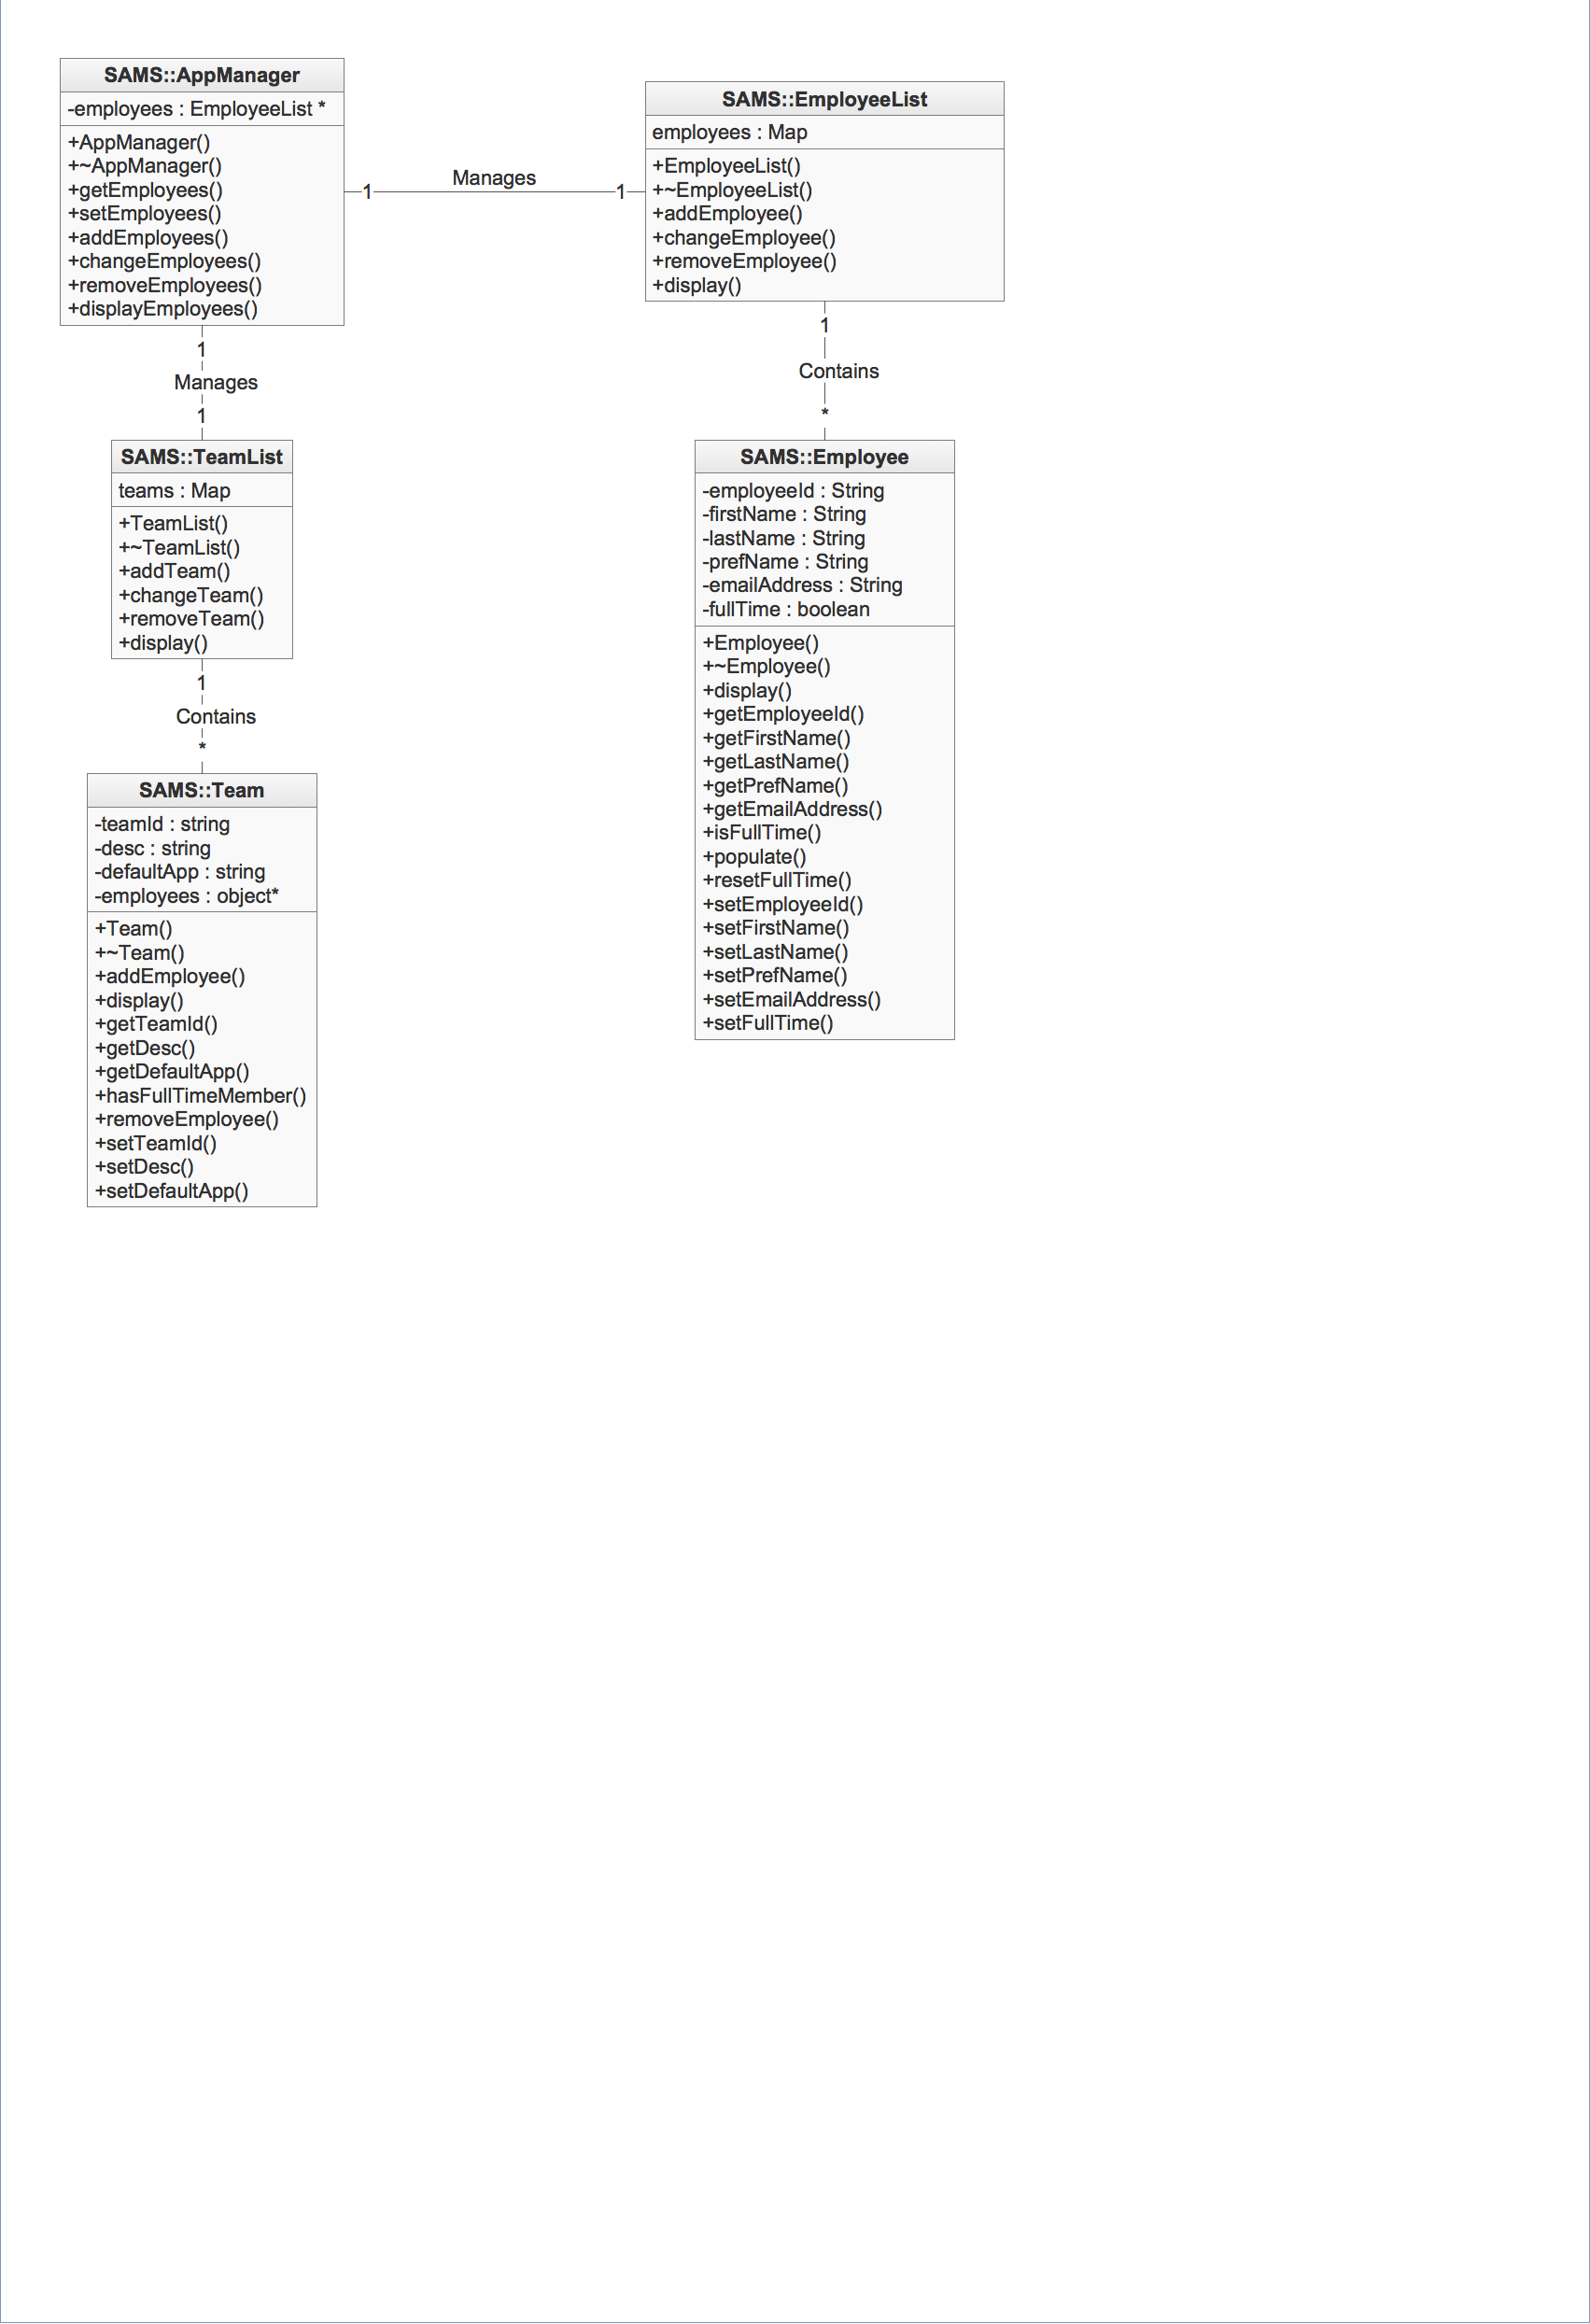 SAMS::AppManager
-employees : EmployeeList *
+AppManager()
+~AppManager()
+getEmployees()
+setEmployees()
+addEmployees()
+changeEmployees()
+removeEmployees()
+displayEmployees()
1
Manages
1
SAMS::EmployeeList
employees : Map
+EmployeeList()
+~EmployeeList()
+addEmployee()
+changeEmployee()
+removeEmployee()
+display()
1
Manages
1
SAMS::TeamList
teams : Map
+TeamList()
+~TeamList()
+addTeam()
+changeTeam()
+removeTeam()
+display()
1
Contains
*
SAMS::Team
-teamId : string
-desc : string
-defaultApp : string
-employees : object*
+Team()
+~Team()
+addEmployee()
+display()
+getTeamId()
+getDesc()
+getDefaultApp()
+hasFullTimeMember()
+removeEmployee()
+setTeamId()
+setDesc()
+setDefaultApp()
1
Contains
*
SAMS::Employee
-employeeId : String
-firstName : String
-lastName : String
-prefName : String
-emailAddress : String
-fullTime : boolean
+Employee()
+~Employee()
+display()
+getEmployeeId()
+getFirstName()
+getLastName()
+getPrefName()
+getEmailAddress()
+isFullTime()
+populate()
+resetFullTime()
+setEmployeeId()
+setFirstName()
+setLastName()
+setPrefName()
+setEmailAddress()
+setFullTime()